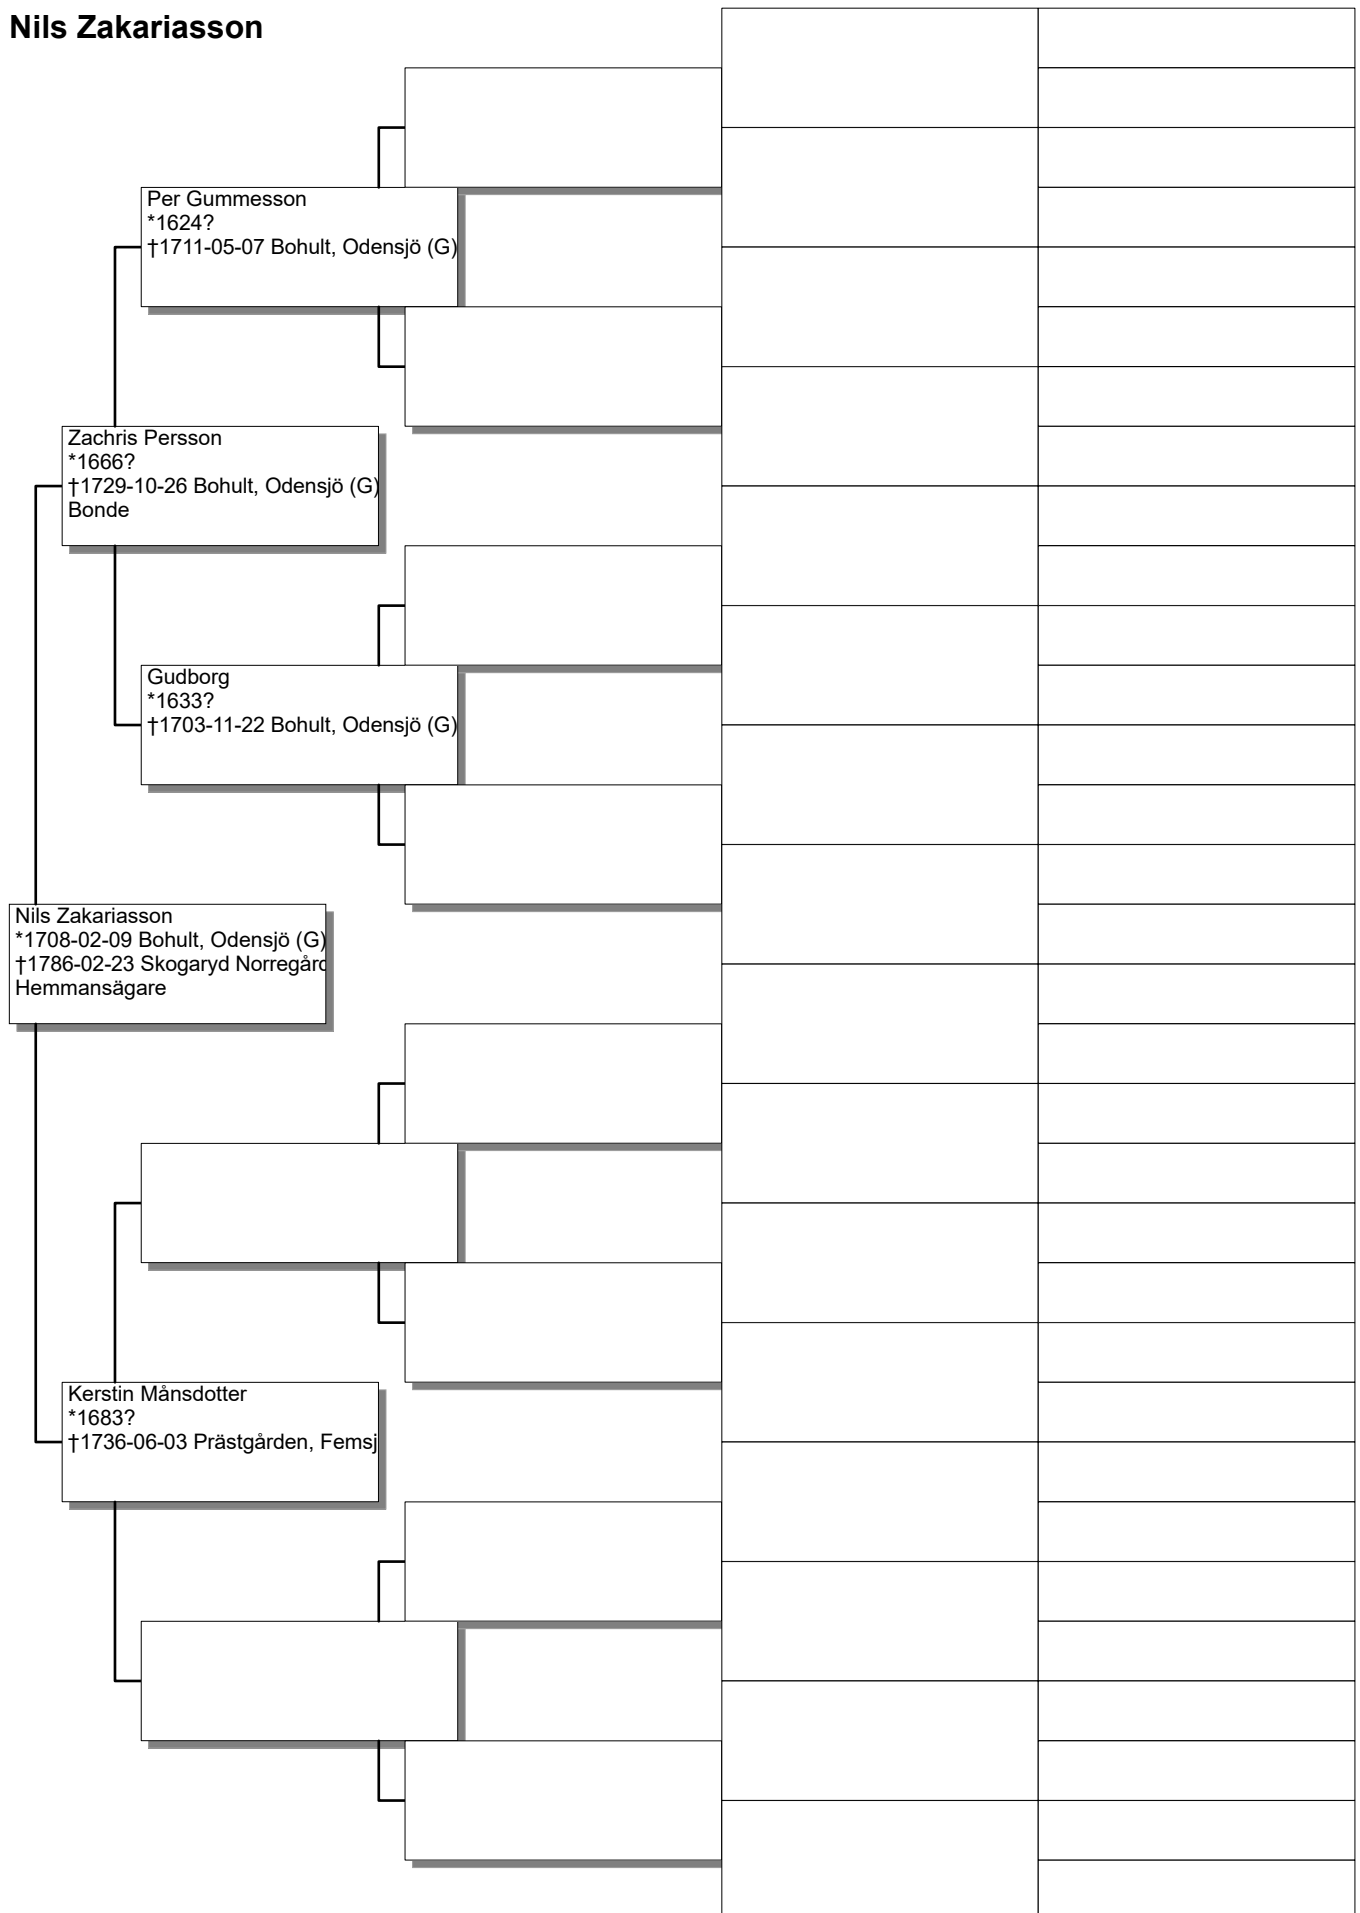 Nils Zakariasson
Per Gummesson
*1624?
†1711-05-07 Bohult, Odensjö (G)
Zachris Persson
*1666?
†1729-10-26 Bohult, Odensjö (G)
Bonde
Gudborg
*1633?
†1703-11-22 Bohult, Odensjö (G)
Nils Zakariasson
*1708-02-09 Bohult, Odensjö (G)
†1786-02-23 Skogaryd Norregård
Hemmansägare
Kerstin Månsdotter
*1683?
†1736-06-03 Prästgården, Femsj